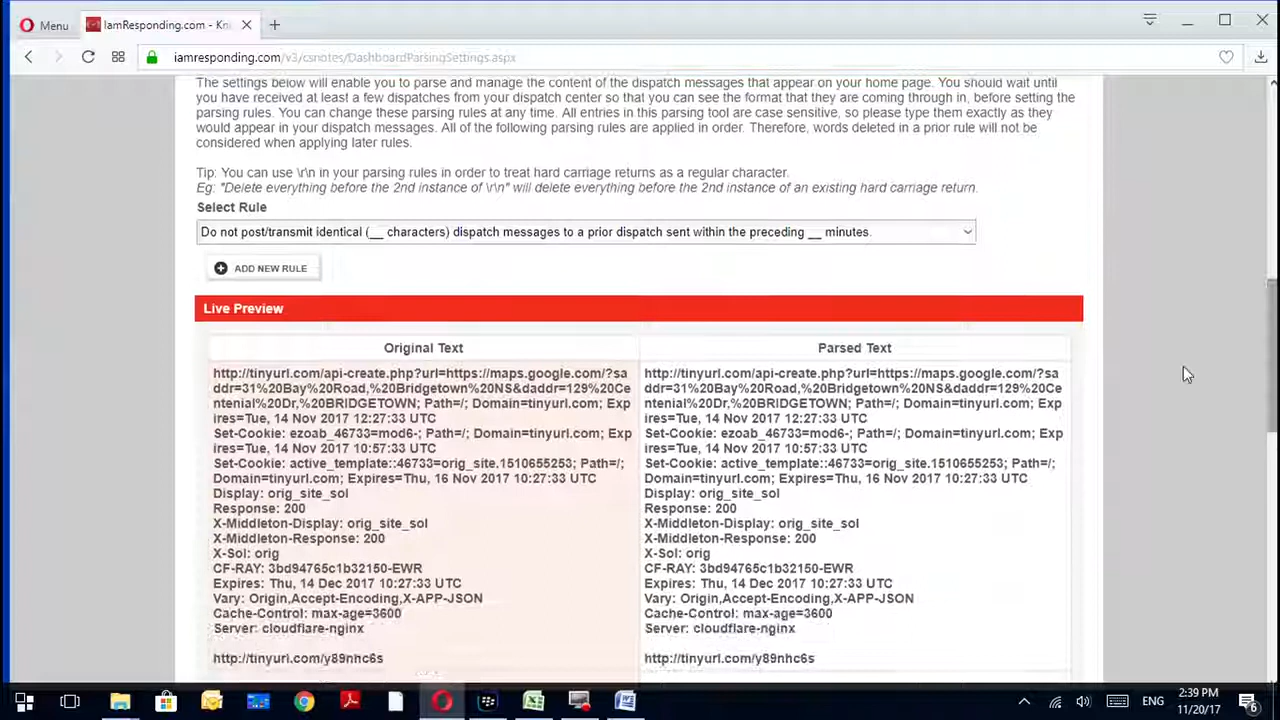 Menu
IamResponding.com - Kn
iamresponding.com/v3/csnotes/DashboardParsingSettings.aspx
The settings below will enable you to parse and manage the content of the dispatch messages that appear on your home page. You should wait until
you have received at least a few dispatches from your dispatch center so that you can see the format that they are coming through in, before setting the
parsing rules. You can change these parsing rules at any time. All entries in this parsing tool are case sensitive, so please type them exactly as they
would appear in your dispatch messages. All of the following parsing rules are applied in order. Therefore, words deleted in a prior rule will not be
considered when applying later rules.
Tip: You can use \r\n in your parsing rules in order to treat hard carriage returns as a regular character.
Eg: "Delete everything before the 2nd instance of \r\n" will delete everything before the 2nd instance of an existing hard carriage return.
Select Rule
Do not post/transmit identical (__ characters) dispatch messages to a prior dispatch sent within the preceding __ minutes.
ADD NEW RULE
Live Preview
Original Text
http://tinyurl.com/api-create.php?url=https://maps.google.com/?sa
ddr=31%20Bay%20Road,%20Bridgetown%20NS&daddr=129%20Ce
ntenial%20Dr,%20BRIDGETOWN; Path=/; Domain=tinyurl.com; Exp
ires=Tue, 14 Nov 2017 12:27:33 UTC
Set-Cookie: ezoab_46733=mod6-; Path=/; Domain=tinyurl.com; Exp
ires=Tue, 14 Nov 2017 10:57:33 UTC
Set-Cookie: active_template::46733=orig_site.1510655253; Path=/;
Domain=tinyurl.com; Expires=Thu, 16 Nov 2017 10:27:33 UTC
Display: orig_site_sol
Response: 200
X-Middleton-Display: orig_site_sol
X-Middleton-Response: 200
X-Sol: orig
CF-RAY: 3bd94765c1b32150-EWR
Expires: Thu, 14 Dec 2017 10:27:33 UTC
Vary: Origin,Accept-Encoding,X-APP-JSON
Cache-Control: max-age=3600
Server: cloudflare-nginx
http://tinyurl.com/y89nhc6s
Parsed Text
http://tinyurl.com/api-create.php?url=https://maps.google.com/?sa
ddr=31%20Bay%20Road,%20Bridgetown%20NS&daddr=129%20Ce
ntenial%20Dr,%20BRIDGETOWN; Path=/; Domain=tinyurl.com; Exp
ires=Tue, 14 Nov 2017 12:27:33 UTC
Set-Cookie: ezoab_46733=mod6-; Path=/; Domain=tinyurl.com; Exp
ires=Tue, 14 Nov 2017 10:57:33 UTC
Set-Cookie: active_template::46733=orig_site.1510655253; Path=/;
Domain=tinyurl.com; Expires=Thu, 16 Nov 2017 10:27:33 UTC
Display: orig_site_sol
Response: 200
X-Middleton-Display: orig_site_sol
X-Middleton-Response: 200
X-Sol: orig
CF-RAY: 3bd94765c1b32150-EWR
Expires: Thu, 14 Dec 2017 10:27:33 UTC
Vary: Origin,Accept-Encoding,X-APP-JSON
Cache-Control: max-age=3600
Server: cloudflare-nginx
http://tinyurl.com/y89nhc6s
ENG
2:39 PM
11/20/17
6